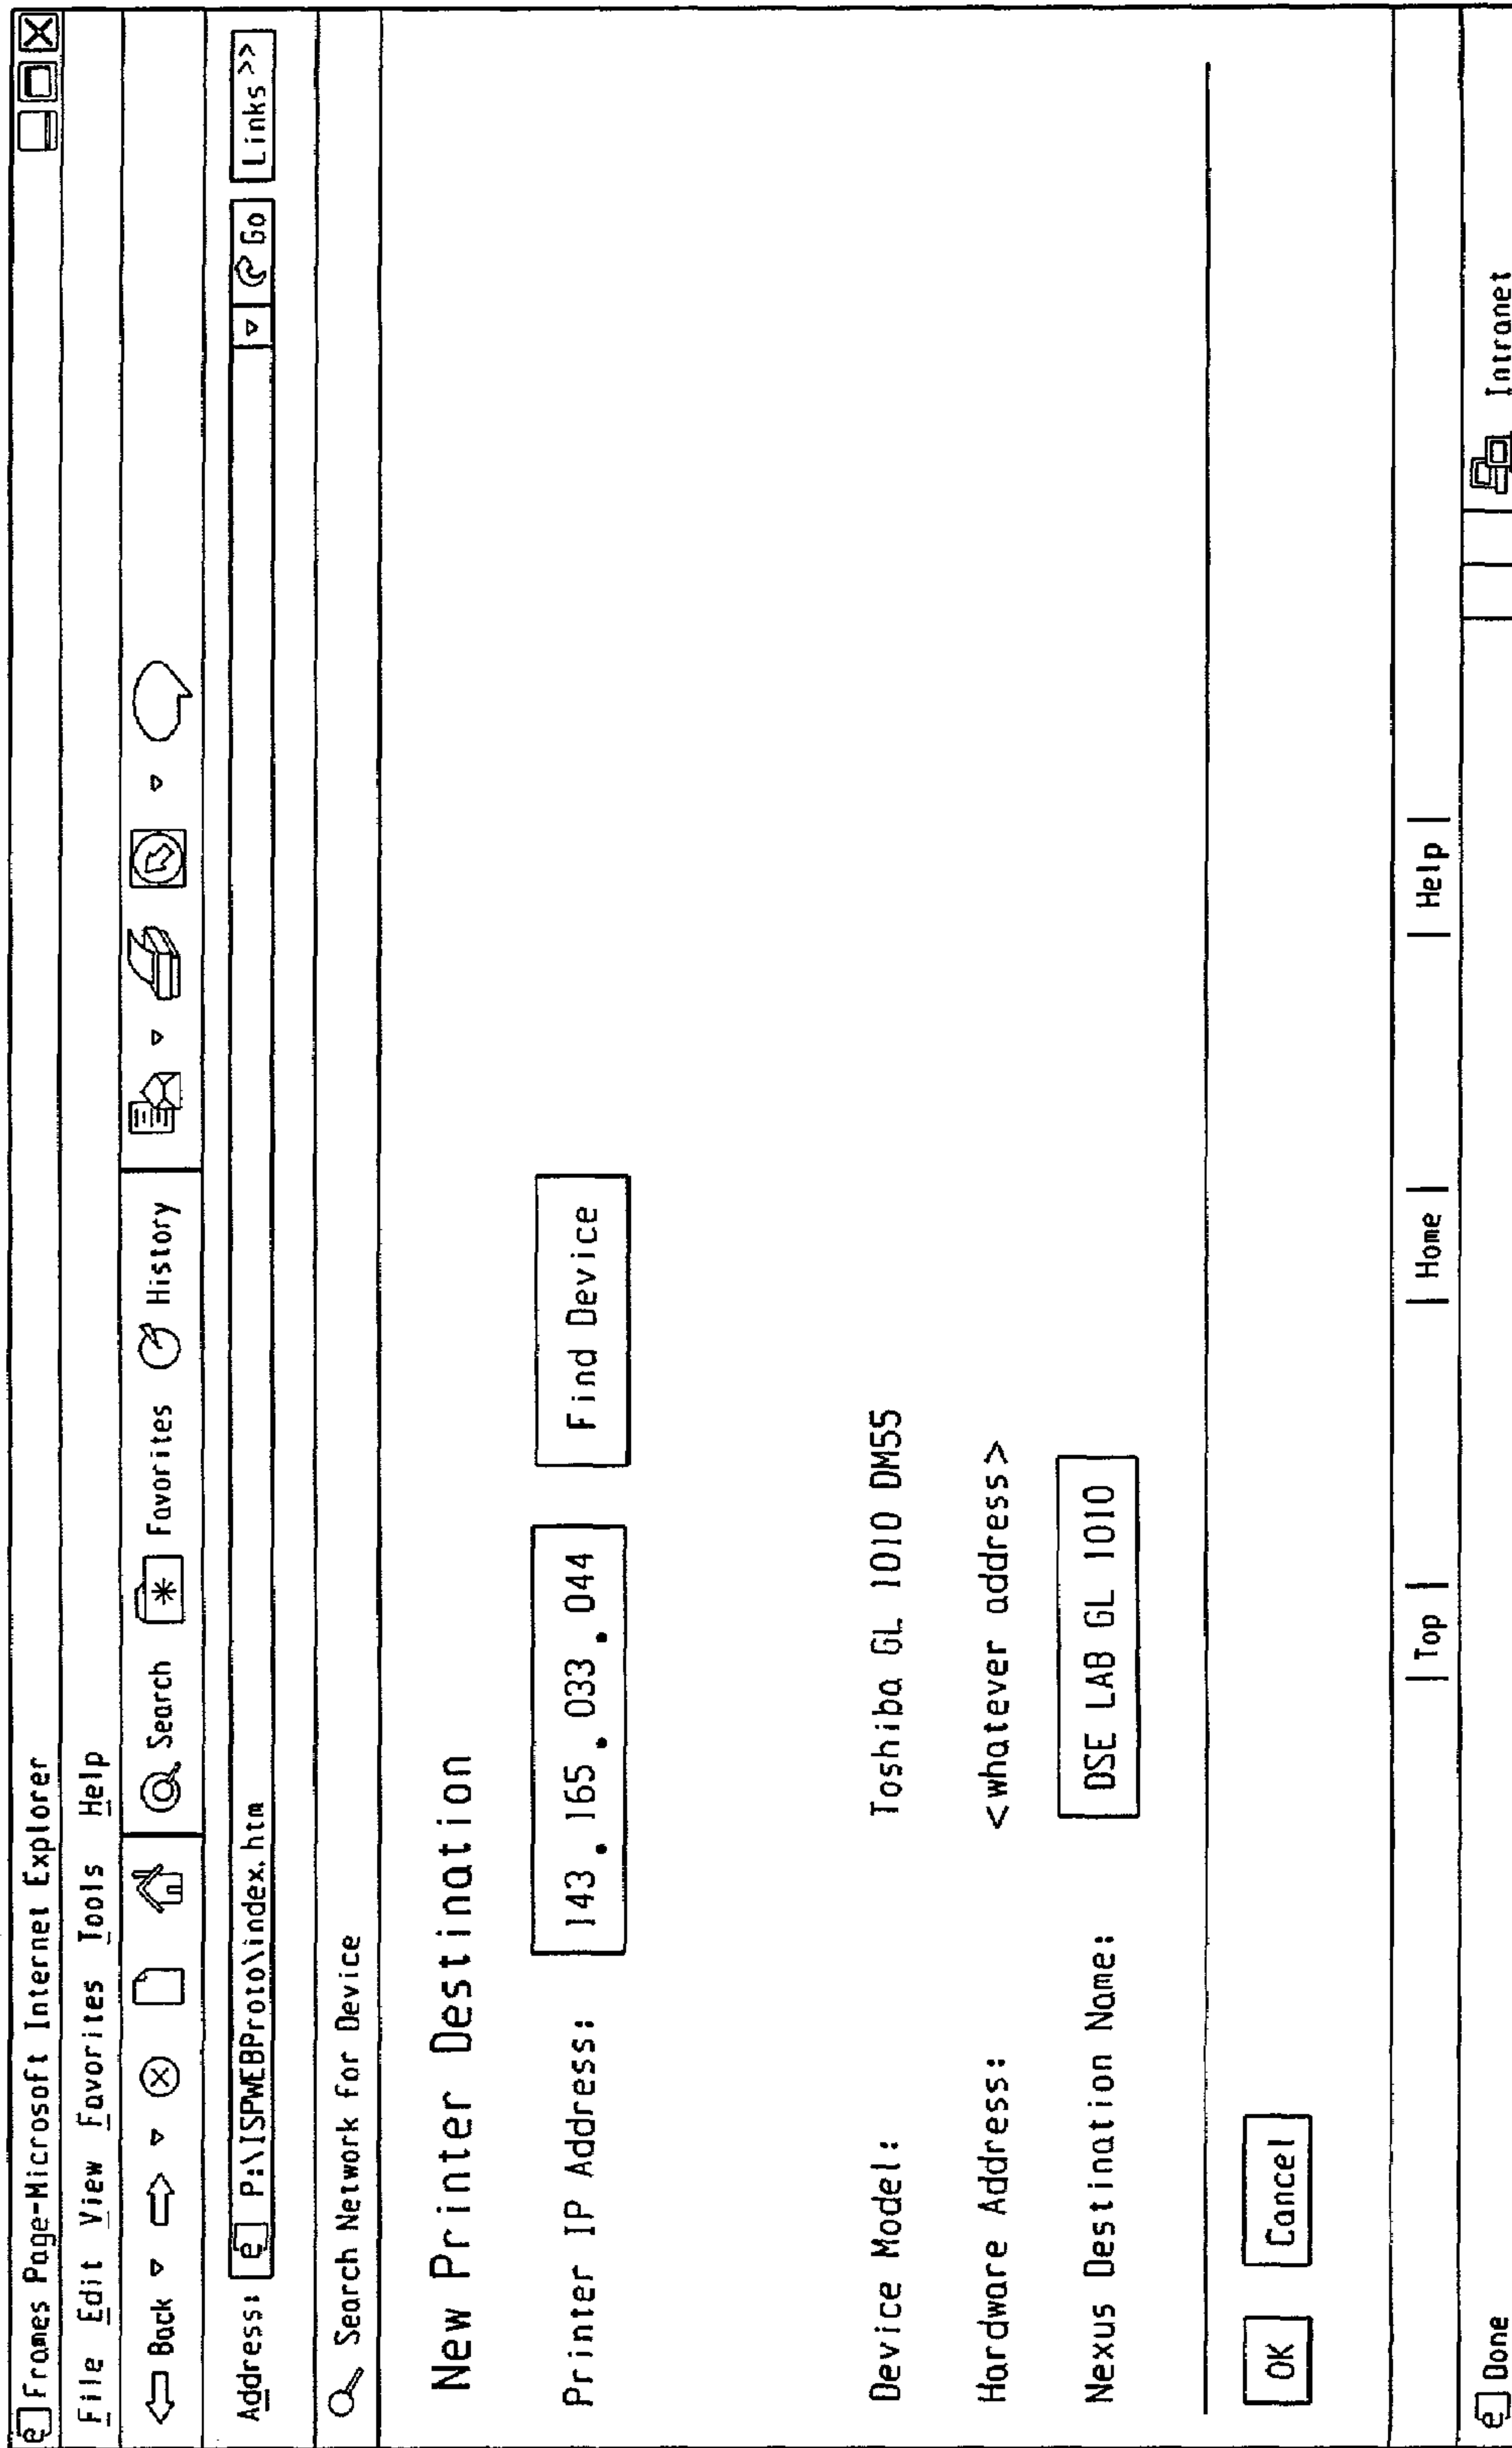 Frames Page-Microsoft Internet Explorer
File Edit View Favorites Tools Help
Back Search Favorites History
Address: P:\ISPWEBProto\index.htm Go Links >>
Search Network for Device
New Printer Destination
Printer IP Address: 143.165.033.044 Find Device
Device Model: Toshiba GL 1010 DM55
Hardware Address: <whatever address>
Nexus Destination Name: DSE LAB GL 1010
OK Cancel
| Top | | Home | | Help |
Done Intranet